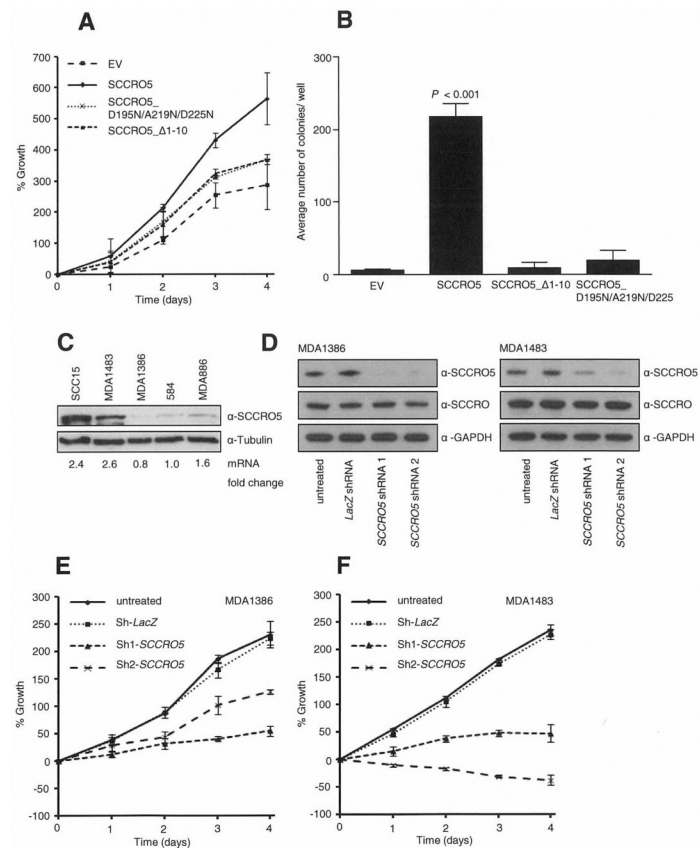 A
EV
SCCRO5
SCCRO5_
D195N/A219N/D225N
SCCRO5_Δ1-10
% Growth
700
600
500
400
300
200
100
0
0 1 2 3 4
Time (days)
B
P < 0.001
Average number of colonies/ well
300
200
100
0
EV
SCCRO5
SCCRO5_Δ1-10
SCCRO5_
D195N/A219N/D225
C
SCC15
MDA1483
MDA1386
584
MDA886
α-SCCRO5
α-Tubulin
2.4 2.6 0.8 1.0 1.6 mRNA
fold change
D
MDA1386
α-SCCRO5
α-SCCRO
α -GAPDH
untreated
LacZ shRNA
SCCRO5 shRNA 1
SCCRO5 shRNA 2
MDA1483
α-SCCRO5
α-SCCRO
α -GAPDH
untreated
LacZ shRNA
SCCRO5 shRNA 1
SCCRO5 shRNA 2
E
untreated
MDA1386
Sh-LacZ
Sh1-SCCRO5
Sh2-SCCRO5
% Growth
300
250
200
150
100
50
0
-50
-100
0 1 2 3 4
Time (days)
F
untreated
MDA1483
Sh-LacZ
Sh1-SCCRO5
Sh2-SCCRO5
% Growth
300
250
200
150
100
50
0
-50
-100
0 1 2 3 4
Time (days)